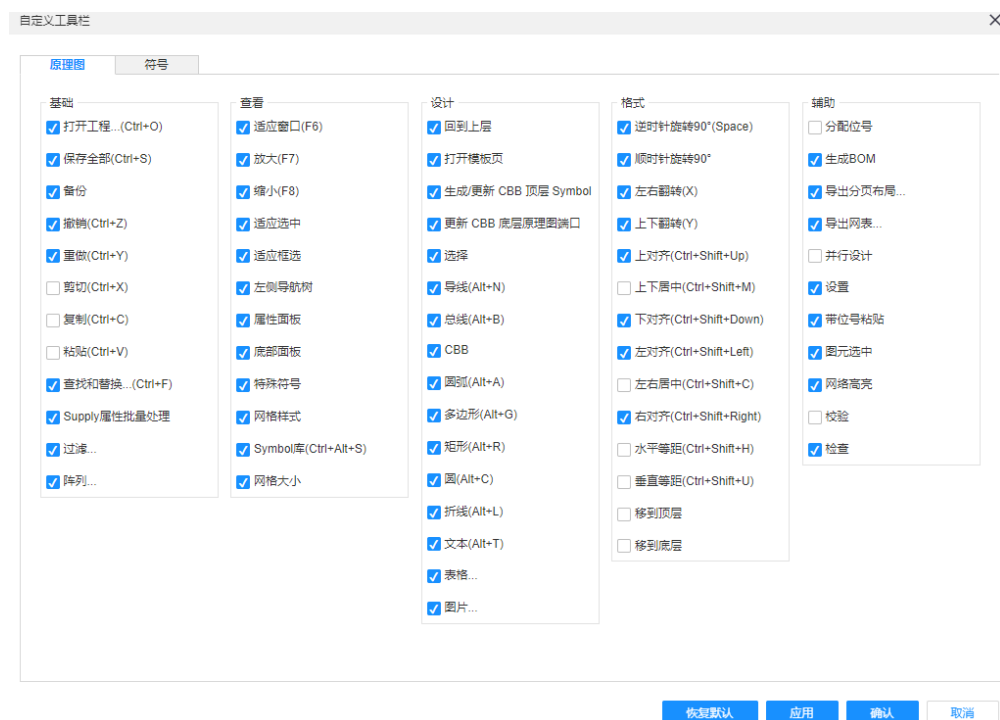 自定义工具栏
原理图
符号
基础
打开工程...(Ctrl+O)
保存全部(Ctrl+S)
备份
撤销(Ctrl+Z)
重做(Ctrl+Y)
剪切(Ctrl+X)
复制(Ctrl+C)
粘贴(Ctrl+V)
查找和替换...(Ctrl+F)
Supply属性批量处理
过滤...
阵列...
查看
适应窗口(F6)
放大(F7)
缩小(F8)
适应选中
适应框选
左侧导航树
属性面板
底部面板
特殊符号
网格样式
Symbol库(Ctrl+Alt+S)
网格大小
设计
回到上层
打开模板页
生成/更新 CBB 顶层 Symbol
更新 CBB 底层原理图端口
选择
导线(Alt+N)
总线(Alt+B)
CBB
圆弧(Alt+A)
多边形(Alt+G)
矩形(Alt+R)
圆(Alt+C)
折线(Alt+L)
文本(Alt+T)
表格...
图片...
格式
逆时针旋转90°(Space)
顺时针旋转90°
左右翻转(X)
上下翻转(Y)
上对齐(Ctrl+Shift+Up)
上下居中(Ctrl+Shift+M)
下对齐(Ctrl+Shift+Down)
左对齐(Ctrl+Shift+Left)
左右居中(Ctrl+Shift+C)
右对齐(Ctrl+Shift+Right)
水平等距(Ctrl+Shift+H)
垂直等距(Ctrl+Shift+U)
移到顶层
移到底层
辅助
分配位号
生成BOM
导出分页布局...
导出网表...
并行设计
设置
带位号粘贴
图元选中
网络高亮
校验
检查
恢复默认
应用
确认
取消